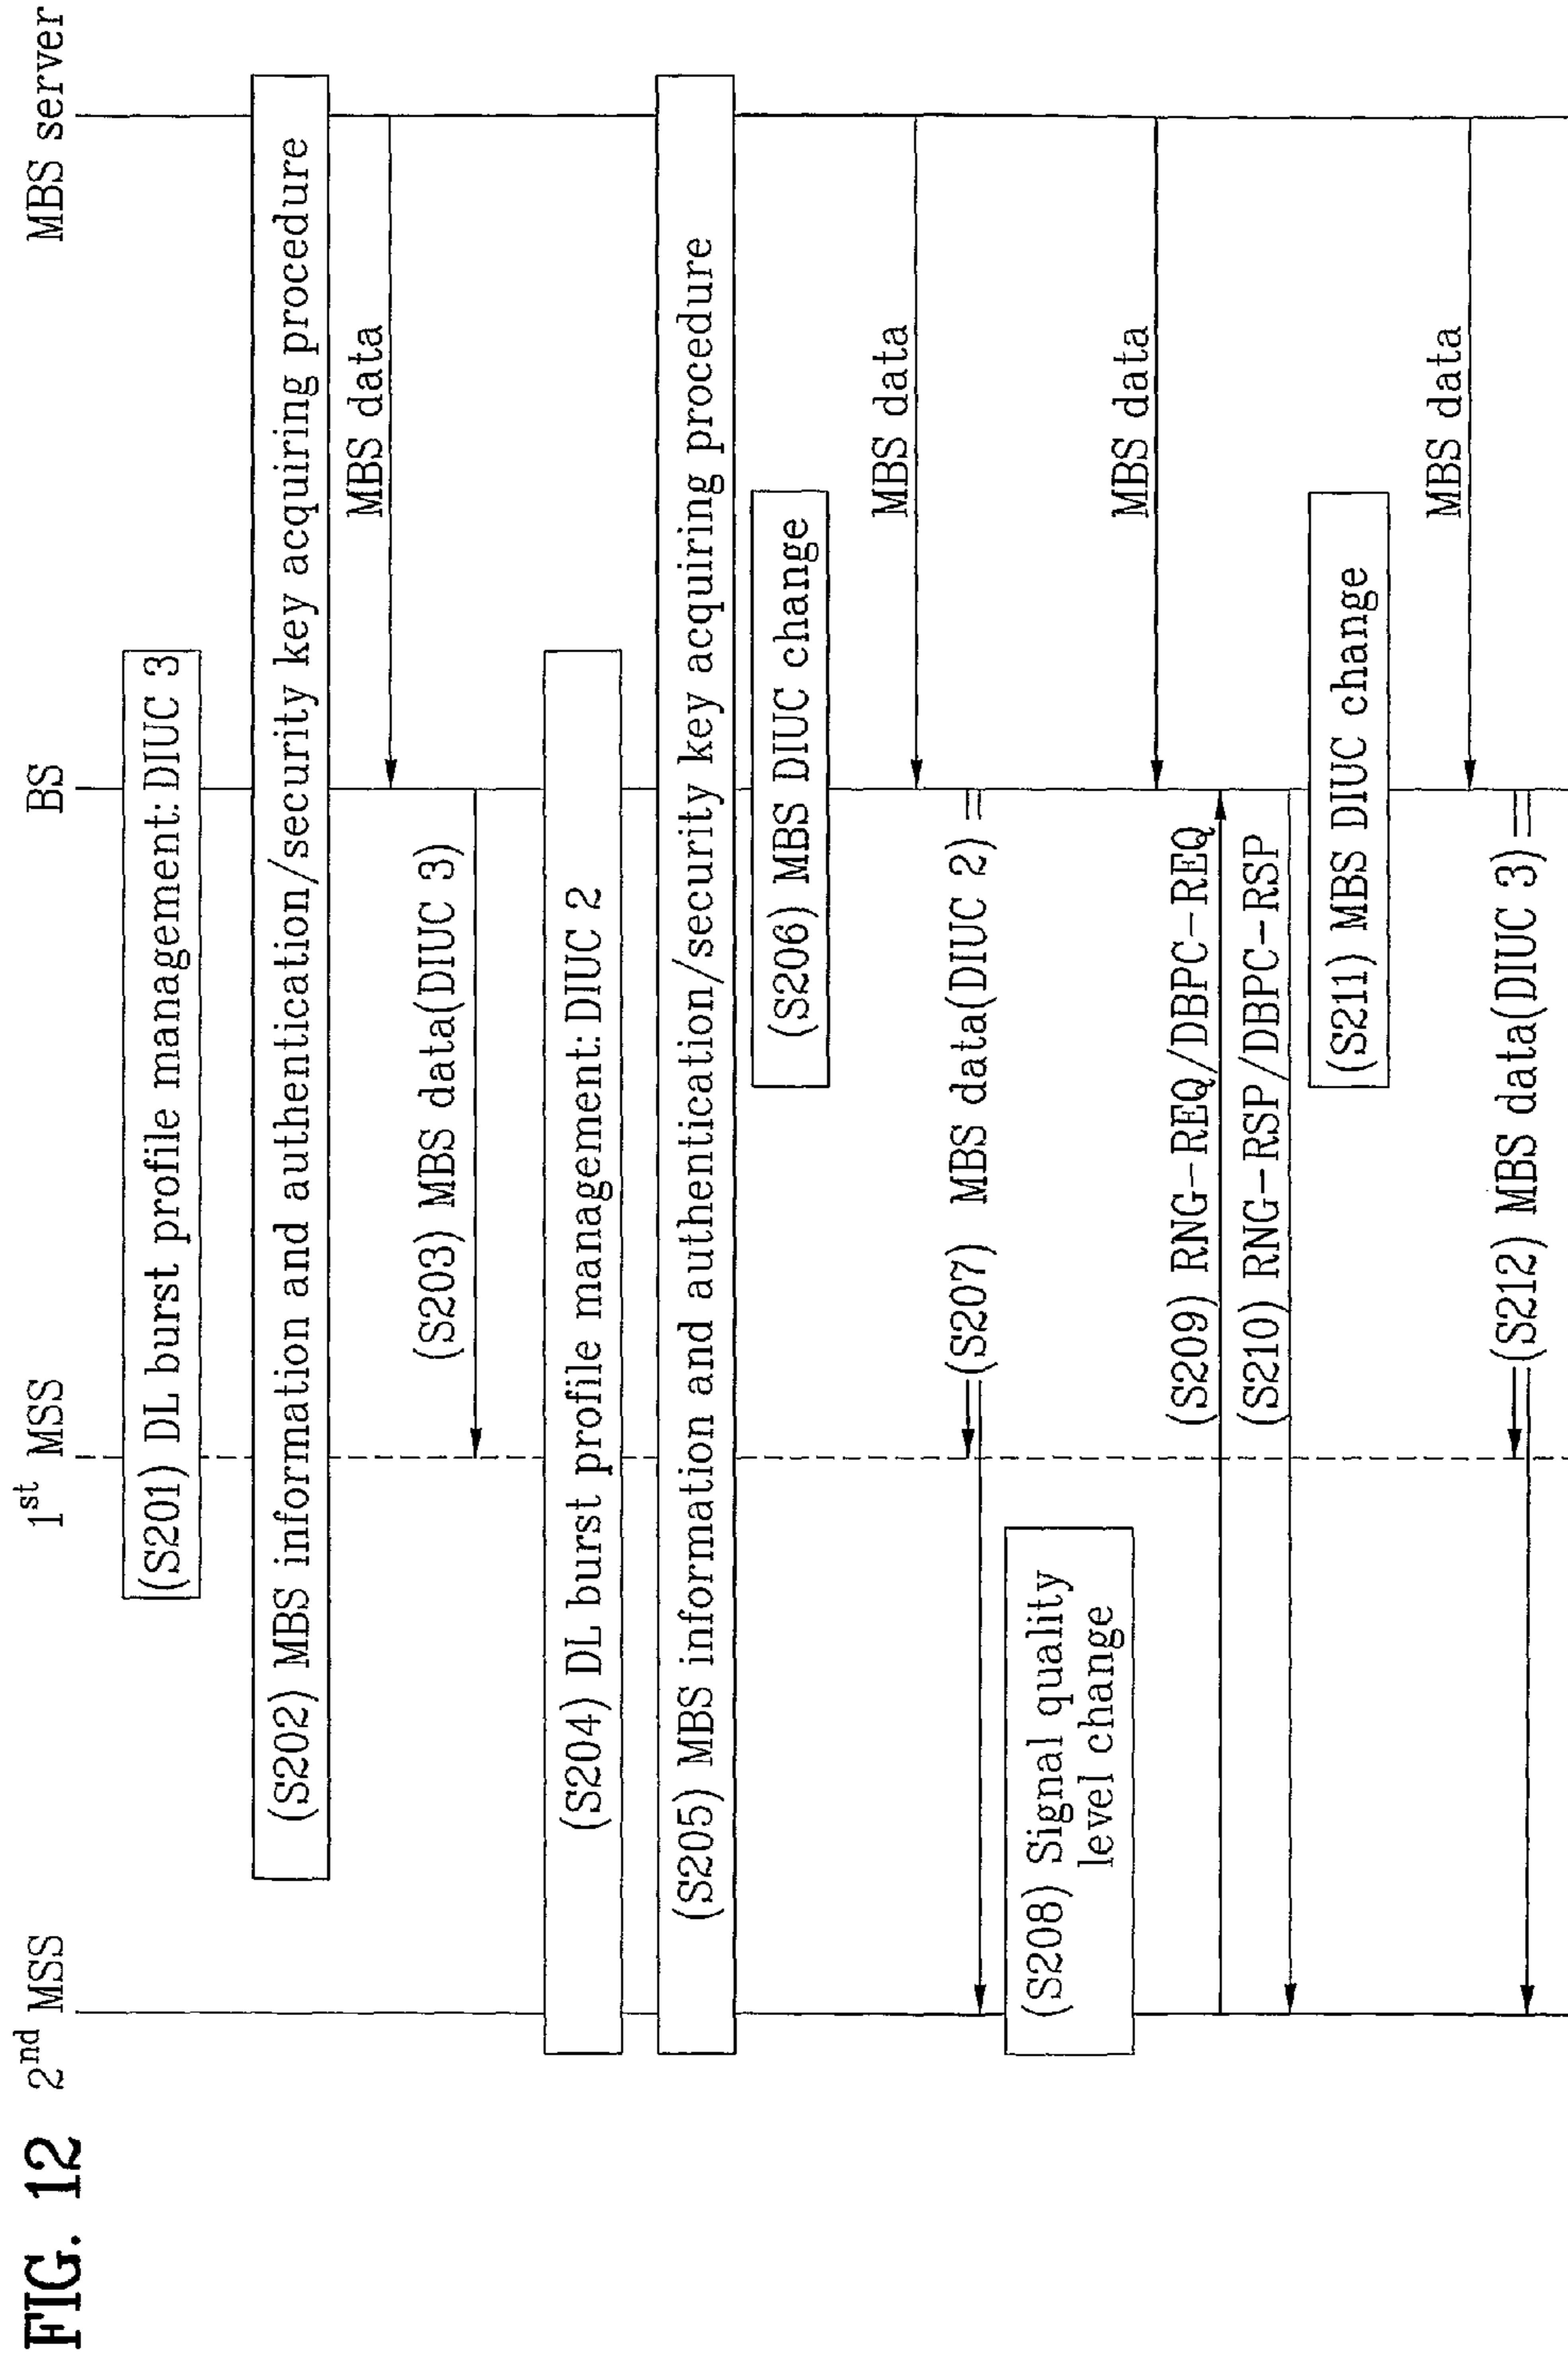 FIG. 12
2nd MSS
1st MSS
BS
MBS server
(S201) DL burst profile management: DIUC 3
(S202) MBS information and authentication/security key acquiring procedure
MBS data
(S203) MBS data(DIUC 3)
(S204) DL burst profile management: DIUC 2
(S205) MBS information and authentication/security key acquiring procedure
(S206) MBS DIUC change
MBS data
(S207) MBS data(DIUC 2)
(S208) Signal quality
level change
MBS data
(S209) RNG-REQ/DBPC-REQ
(S210) RNG-RSP/DBPC-RSP
(S211) MBS DIUC change
MBS data
(S212) MBS data(DIUC 3)